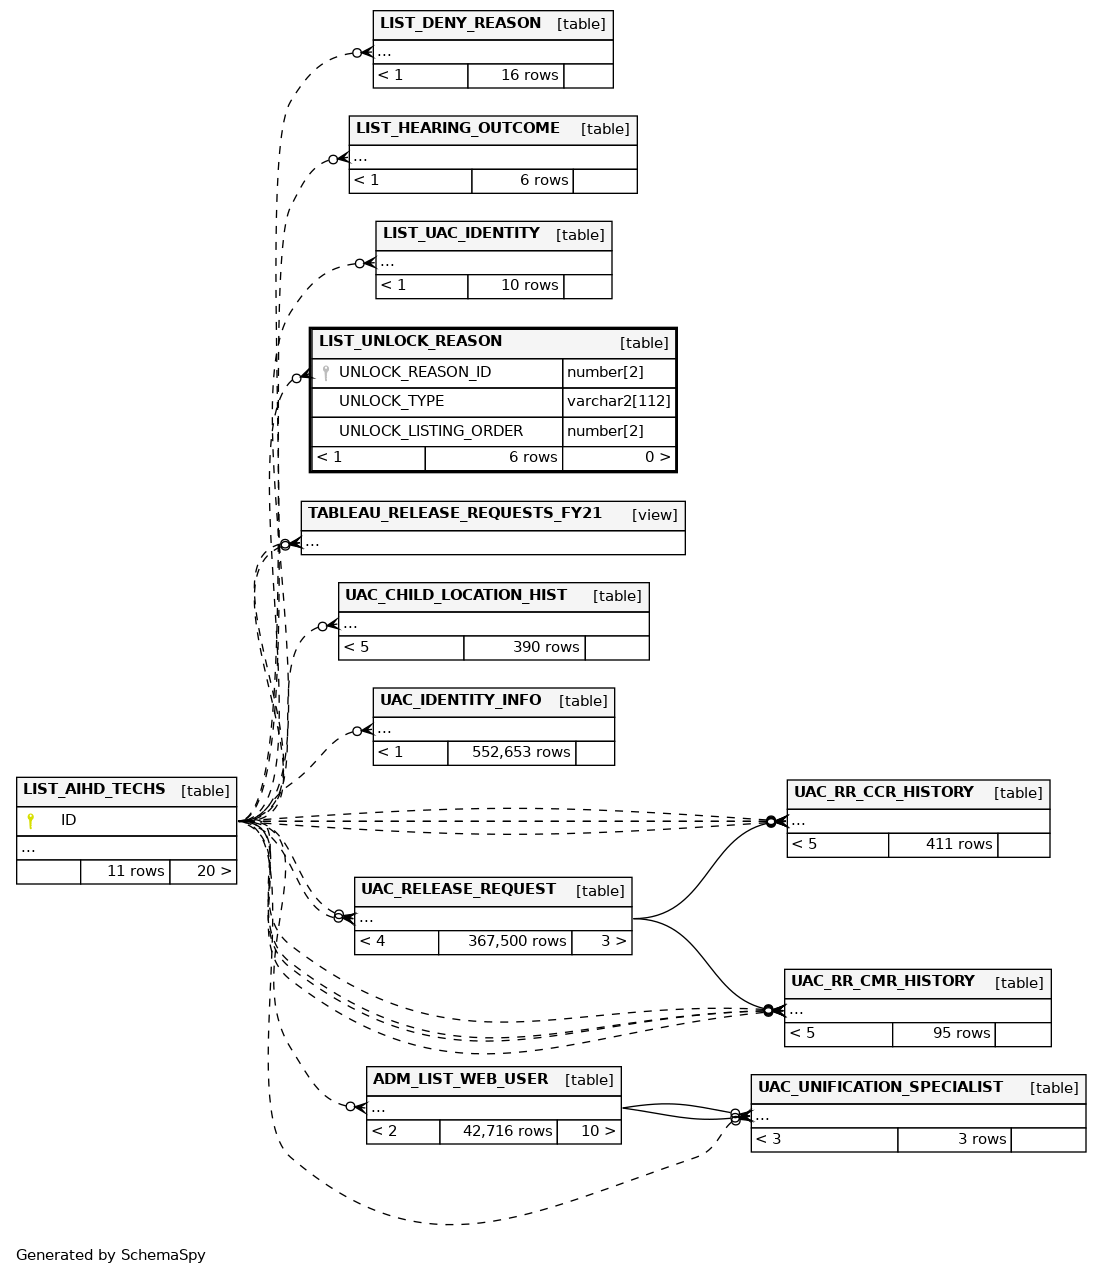 LIST_DENY_REASON [table]
...
< 1 16 rows
LIST_HEARING_OUTCOME [table]
...
< 1 6 rows
LIST_UAC_IDENTITY [table]
...
< 1 10 rows
LIST_UNLOCK_REASON [table]
UNLOCK_REASON_ID number[2]
UNLOCK_TYPE varchar2[112]
UNLOCK_LISTING_ORDER number[2]
< 1 6 rows 0 >
TABLEAU_RELEASE_REQUESTS_FY21 [view]
...
UAC_CHILD_LOCATION_HIST [table]
...
< 5 390 rows
UAC_IDENTITY_INFO [table]
...
< 1 552,653 rows
LIST_AIHD_TECHS [table]
ID
...
11 rows 20 >
UAC_RR_CCR_HISTORY [table]
...
< 5 411 rows
UAC_RELEASE_REQUEST [table]
...
< 4 367,500 rows 3 >
UAC_RR_CMR_HISTORY [table]
...
< 5 95 rows
ADM_LIST_WEB_USER [table]
...
< 2 42,716 rows 10 >
UAC_UNIFICATION_SPECIALIST [table]
...
< 3 3 rows
Generated by SchemaSpy